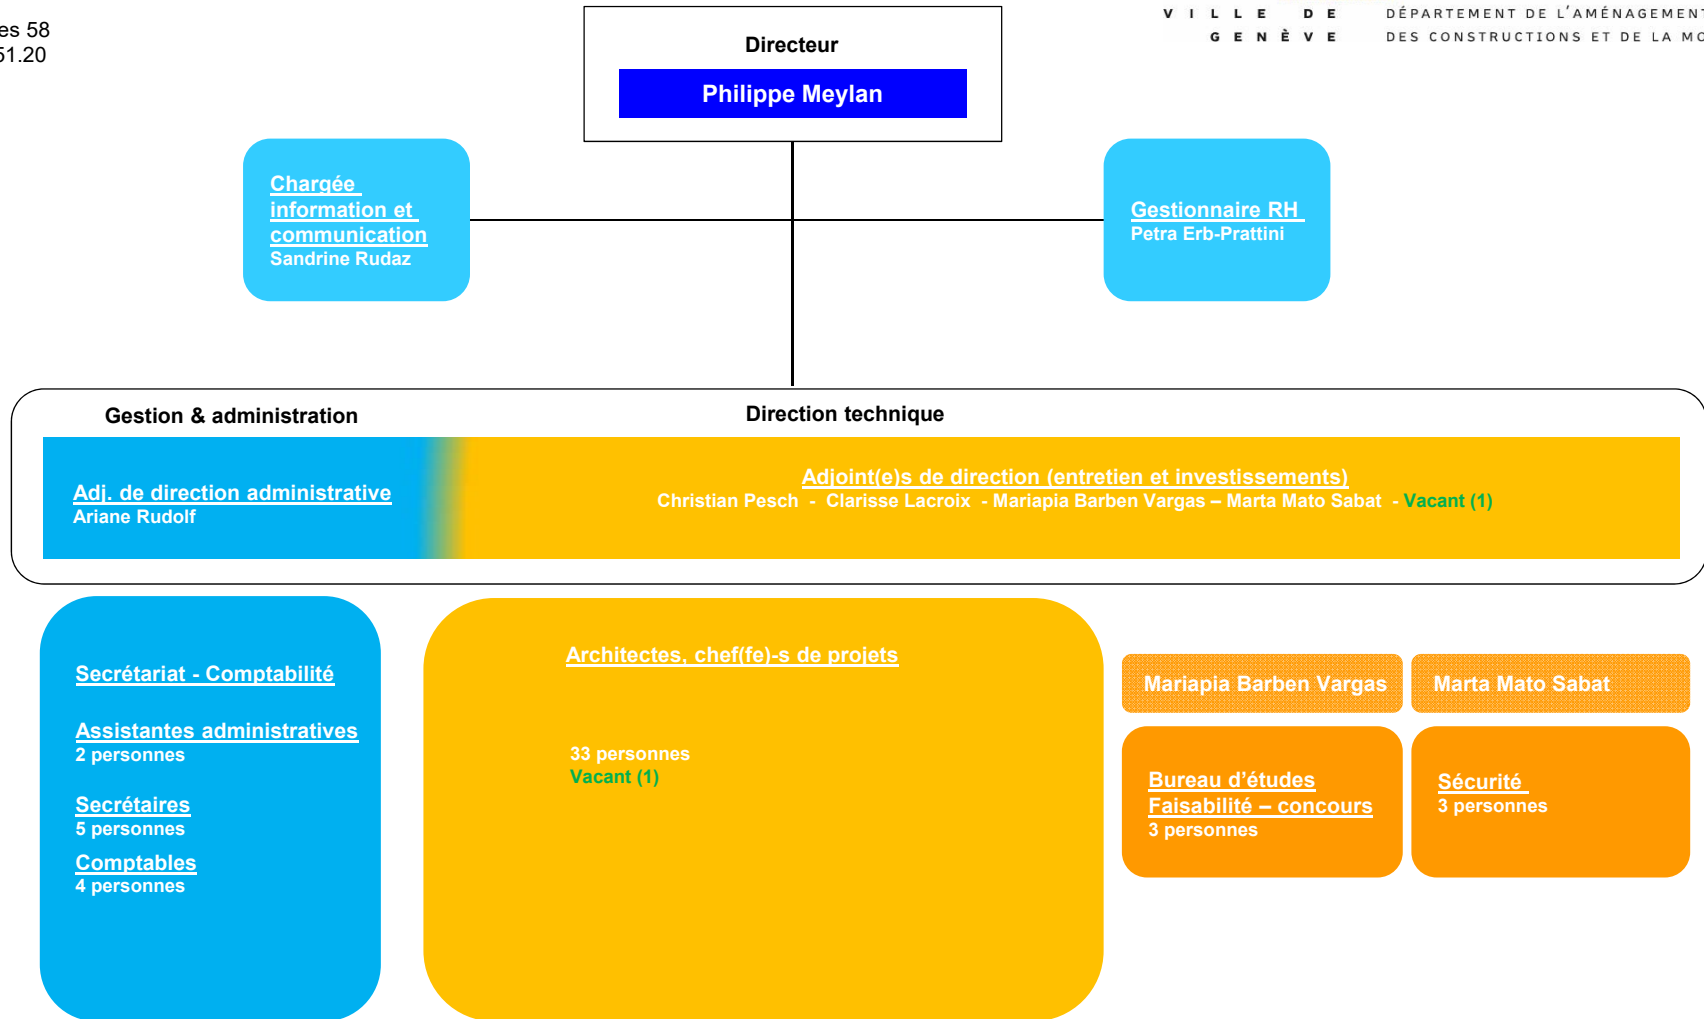 58
51.20
VILLE DE
GENÈVE
DÉPARTEMENT DE L'AMÉNAGEMENT
DES CONSTRUCTIONS ET DE LA
Directeur
Philippe Meylan
Chargée
information et
communication
Sandrine Rudaz
Gestionnaire RH
Petra Erb-Prattini
Gestion & administration
Direction technique
Adj. de direction administrative
Ariane Rudolf
Adjoint(e)s de direction (entretien et investissements)
Christian Pesch - Clarisse Lacroix - Mariapia Barben Vargas – Marta Mato Sabat - Vacant (1)
Secrétariat - Comptabilité
Assistantes administratives
2 personnes
Secrétaires
5 personnes
Comptables
4 personnes
Architectes, chef(fe)-s de projets
33 personnes
Vacant (1)
Mariapia Barben Vargas
Bureau d'études
Faisabilité – concours
3 personnes
Marta Mato Sabat
Sécurité
3 personnes